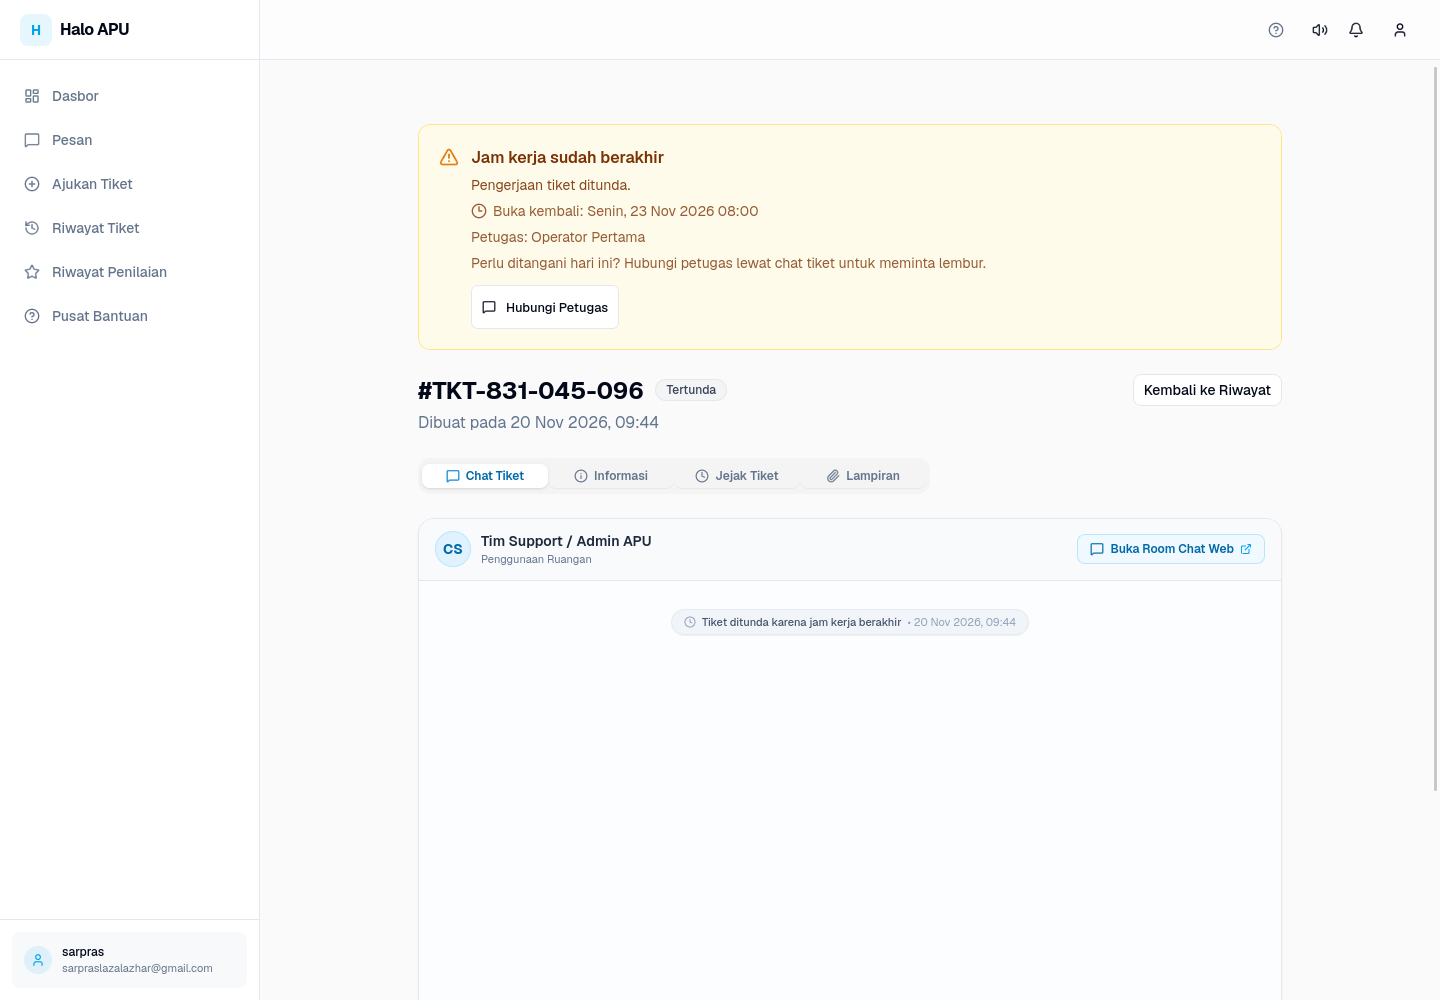 H
Halo APU
Dasbor
Pesan
Ajukan Tiket
Riwayat Tiket
Riwayat Penilaian
Pusat Bantuan
sarpras
sarpraslazalazhar@gmail.com
Jam kerja sudah berakhir
Pengerjaan tiket ditunda.
Buka kembali: Senin, 23 Nov 2026 08:00
Petugas: Operator Pertama
Perlu ditangani hari ini? Hubungi petugas lewat chat tiket untuk meminta lembur.
Hubungi Petugas
#TKT-831-045-096
Tertunda
Kembali ke Riwayat
Dibuat pada 20 Nov 2026, 09:44
Chat Tiket
Informasi
Jejak Tiket
Lampiran
CS
Tim Support / Admin APU
Penggunaan Ruangan
Buka Room Chat Web
Tiket ditunda karena jam kerja berakhir • 20 Nov 2026, 09:44